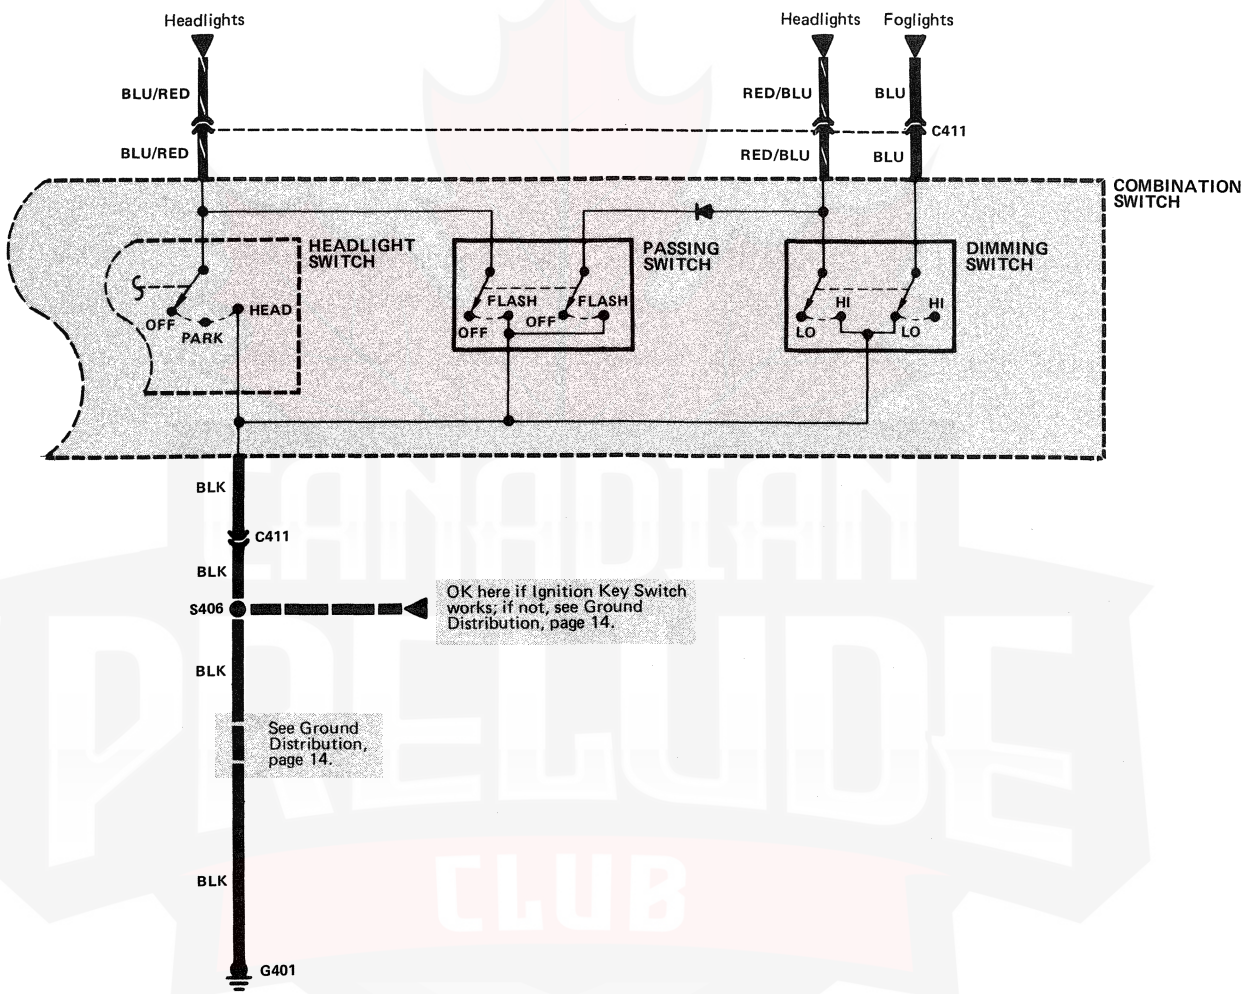 Headlights
Headlights
Foglights
BLU/RED
RED/BLU
BLU
C411
BLU/RED
RED/BLU
BLU
COMBINATION
SWITCH
HEADLIGHT
SWITCH
PASSING
SWITCH
DIMMING
SWITCH
OFF
PARK
HEAD
FLASH
OFF
FLASH
OFF
HI
LO
HI
LO
BLK
C411
BLK
S406
OK here if Ignition Key Switch
works; if not, see Ground
Distribution, page 14.
BLK
See Ground
Distribution,
page 14.
BLK
G401
CANADIAN
PRELUDE
CLUB